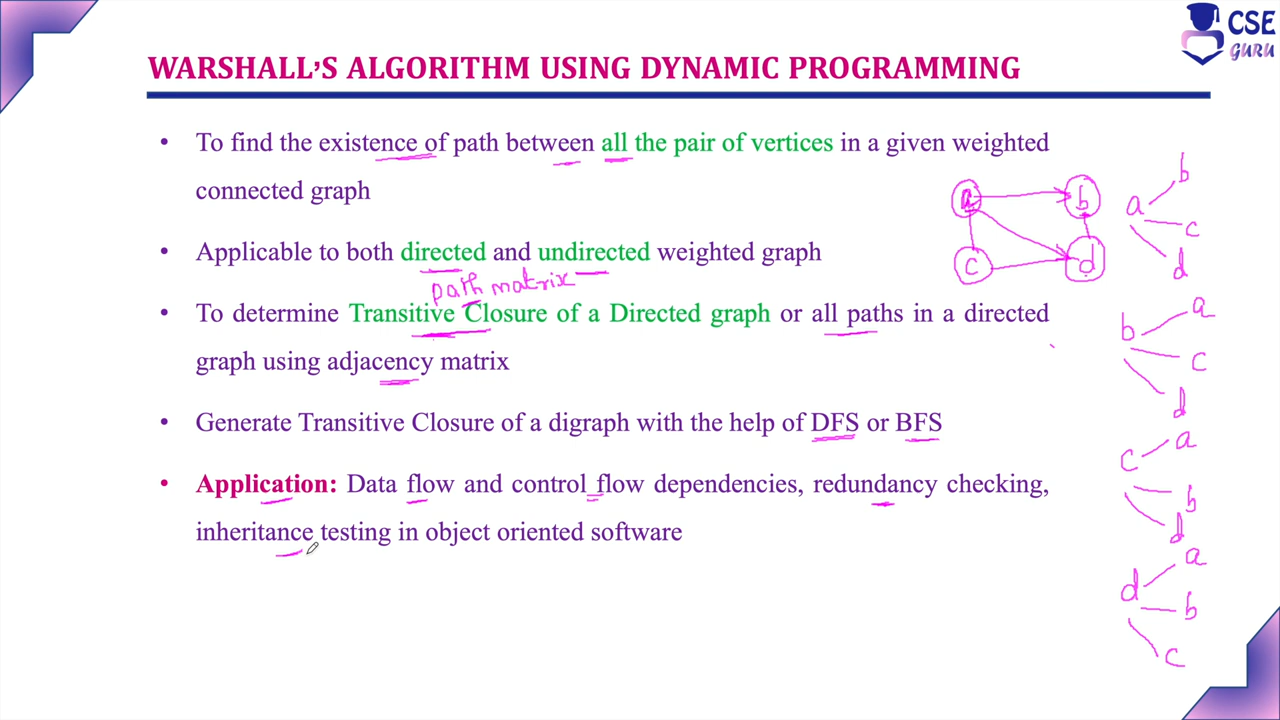 CSE
GURU
WARSHALL'S ALGORITHM USING DYNAMIC PROGRAMMING
• To find the existence of path between all the pair of vertices in a given weighted
connected graph
• Applicable to both directed and undirected weighted graph
path matrix
• To determine Transitive Closure of a Directed graph or all paths in a directed
graph using adjacency matrix
• Generate Transitive Closure of a digraph with the help of DFS or BFS
• Application: Data flow and control flow dependencies, redundancy checking,
inheritance testing in object oriented software
a b
c d
b
a
c
d
a
b
c
d
a
c
b
d
a
d
b
c